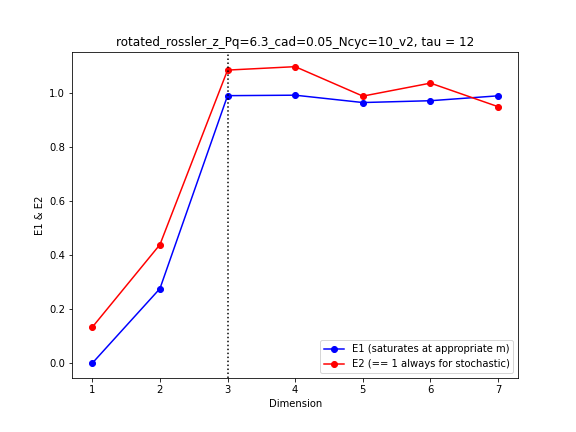 rotated_rossler_z_Pq=6.3_cad=0.05_Ncyc=10_v2, tau = 12
1.0
0.8
0.6
0.4
0.2
0.0
E1 & E2
E1 (saturates at appropriate m)
E2 (== 1 always for stochastic)
1 2 3 4 5 6 7
Dimension